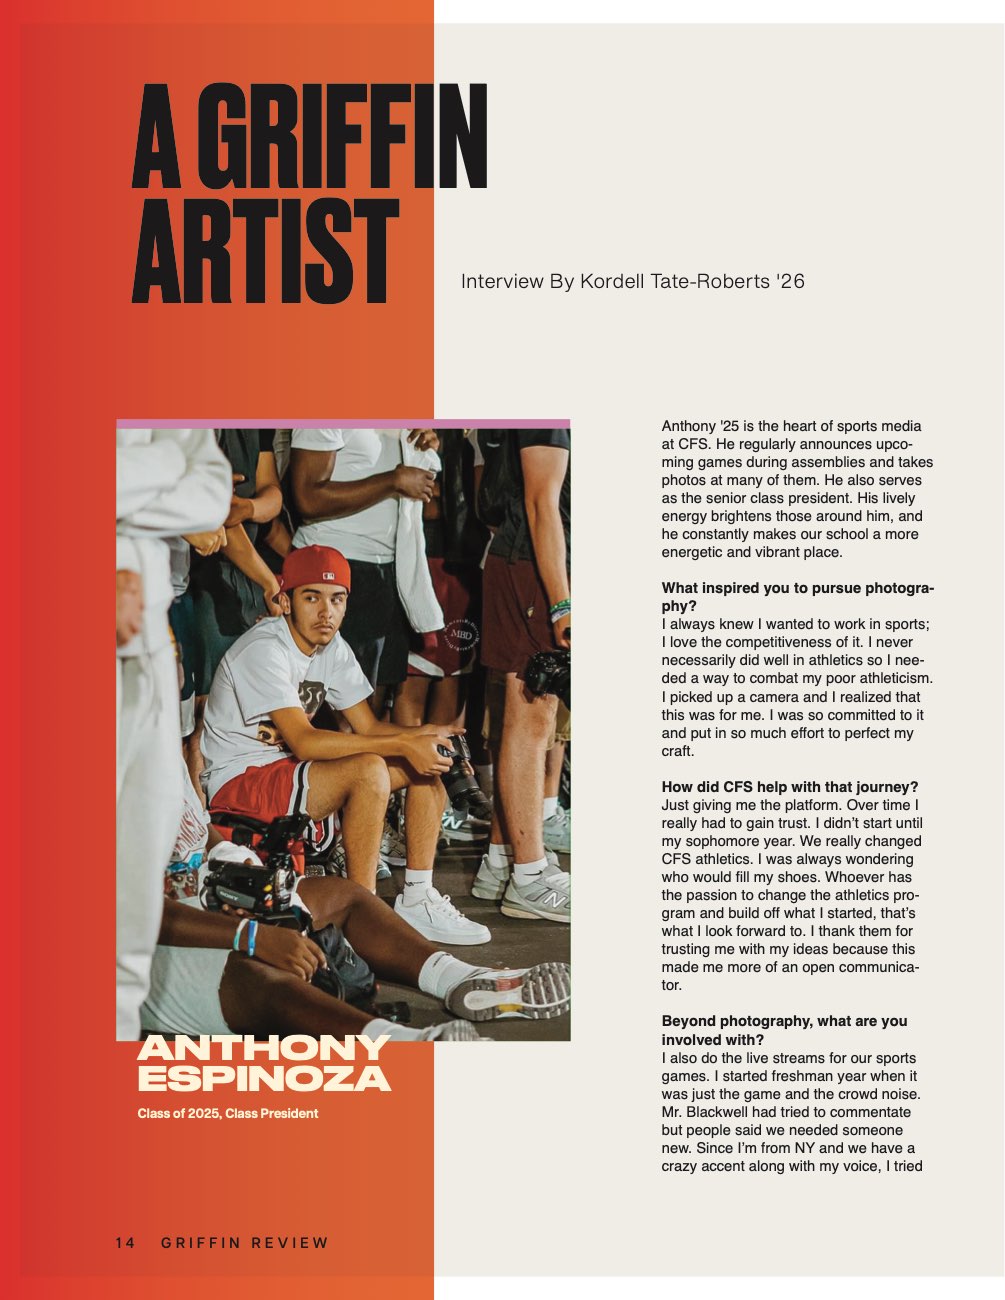 A GRIFFIN
ARTIST
Interview By Kordell Tate-Roberts '26
Anthony '25 is the heart of sports media
at CFS. He regularly announces upco-
ming games during assemblies and takes
photos at many of them. He also serves
as the senior class president. His lively
energy brightens those around him, and
he constantly makes our school a more
energetic and vibrant place.
What inspired you to pursue photogra-
phy?
I always knew I wanted to work in sports;
I love the competitiveness of it. I never
necessarily did well in athletics so I nee-
ded a way to combat my poor athleticism.
I picked up a camera and I realized that
this was for me. I was so committed to it
and put in so much effort to perfect my
craft.
How did CFS help with that journey?
Just giving me the platform. Over time I
really had to gain trust. I didn’t start until
my sophomore year. We really changed
CFS athletics. I was always wondering
who would fill my shoes. Whoever has
the passion to change the athletics pro-
gram and build off what I started, that’s
what I look forward to. I thank them for
trusting me with my ideas because this
made me more of an open communica-
tor.
Beyond photography, what are you
involved with?
I also do the live streams for our sports
games. I started freshman year when it
was just the game and the crowd noise.
Mr. Blackwell had tried to commentate
but people said we needed someone
new. Since I’m from NY and we have a
crazy accent along with my voice, I tried
MBD
SONY
N
ANTHONY
ESPINOZA
Class of 2025, Class President
14 GRIFFIN REVIEW